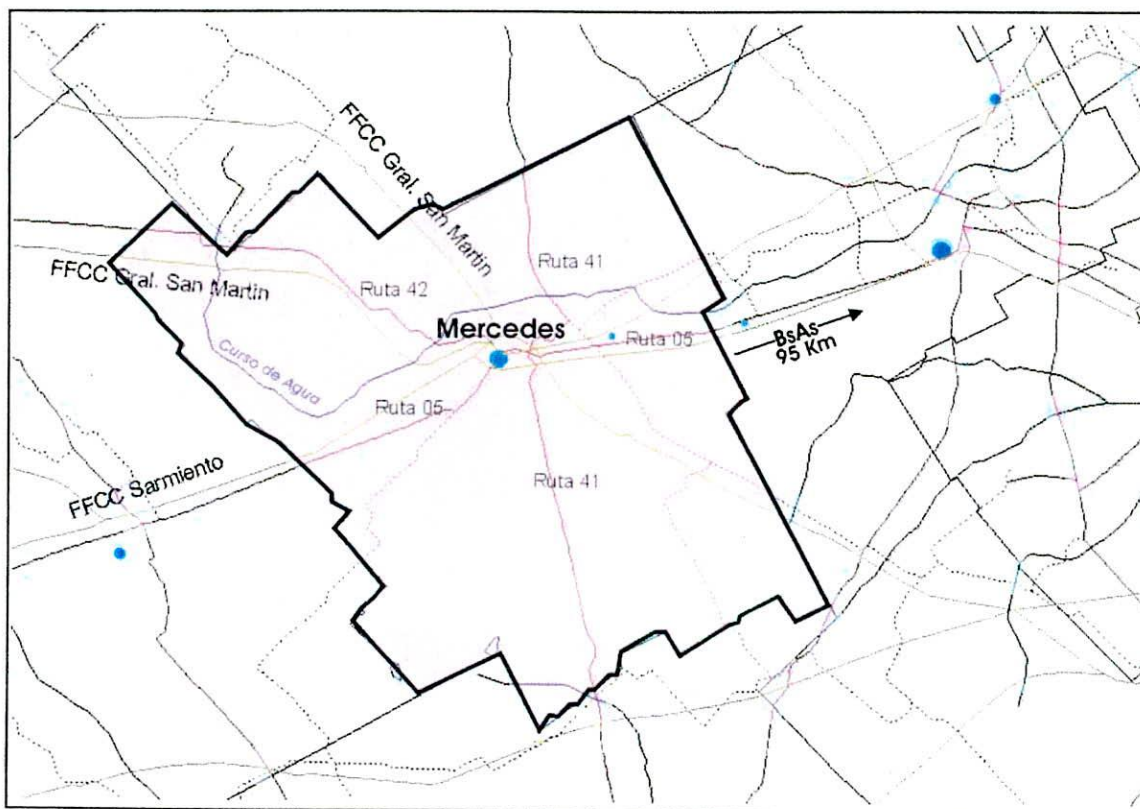 FFCC Gral. San Martin
Ruta 41
FFCC Gral. San Martin
Ruta 42
Mercedes
Ruta 05
BsAs
95 Km
Curso de Agua
Ruta 05
FFCC Sarmiento
Ruta 41